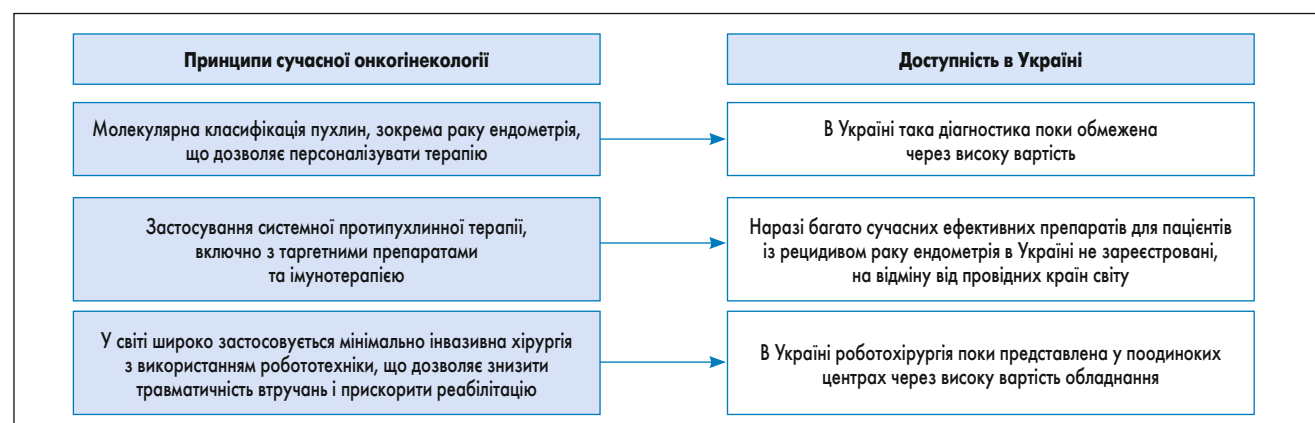 Принципи сучасної онкогінекології
Доступність в Україні
Молекулярна класифікація пухлин, зокрема раку ендометрія,
що дозволяє персоналізувати терапію
В Україні така діагностика поки обмежена
через високу вартість
Застосування системної протипухлинної терапії,
включно з таргетними препаратами
та імунотерапією
Наразі багато сучасних ефективних препаратів для пацієнтів
із рецидивом раку ендометрія в Україні не зареєстровані,
на відміну від провідних країн світу
У світі широко застосовується мінімально інвазивна хірургія
з використанням робототехніки, що дозволяє знизити
травматичність втручань і прискорити реабілітацію
В Україні роботохірургія поки представлена у поодиноких
центрах через високу вартість обладнання